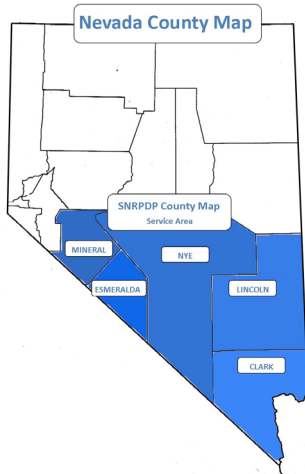 Nevada County Map
SNRPDP County Map
Service Area
MINERAL
NYE
ESMERALDA
LINCOLN
CLARK